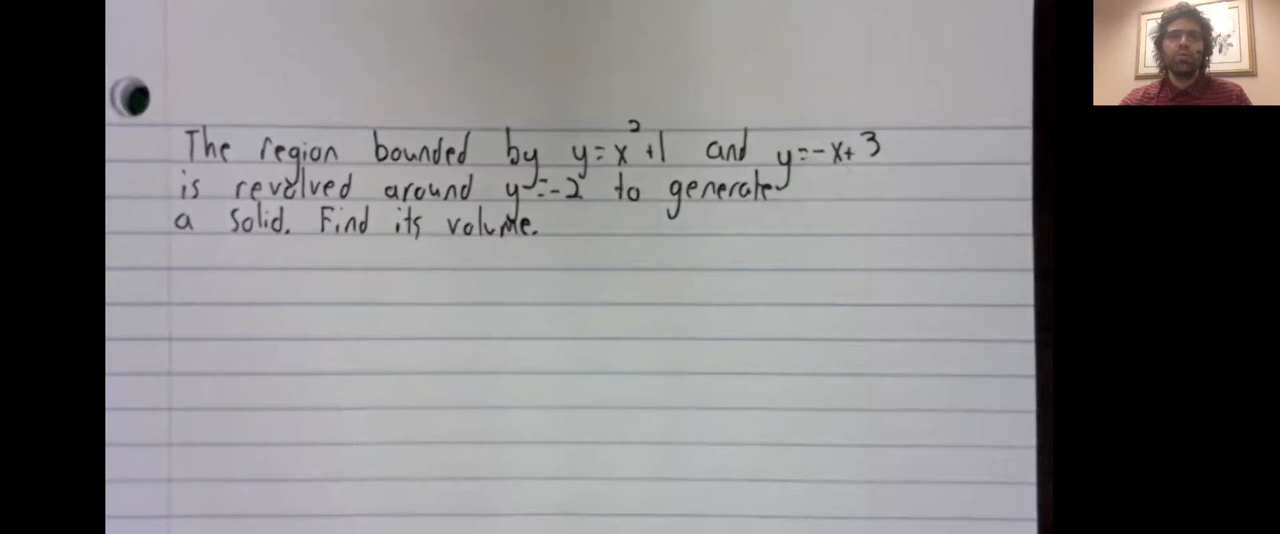 The region bounded by y=x²+1 and y=-x+3
is revolved around y=-2 to generate
a solid. Find its volume.